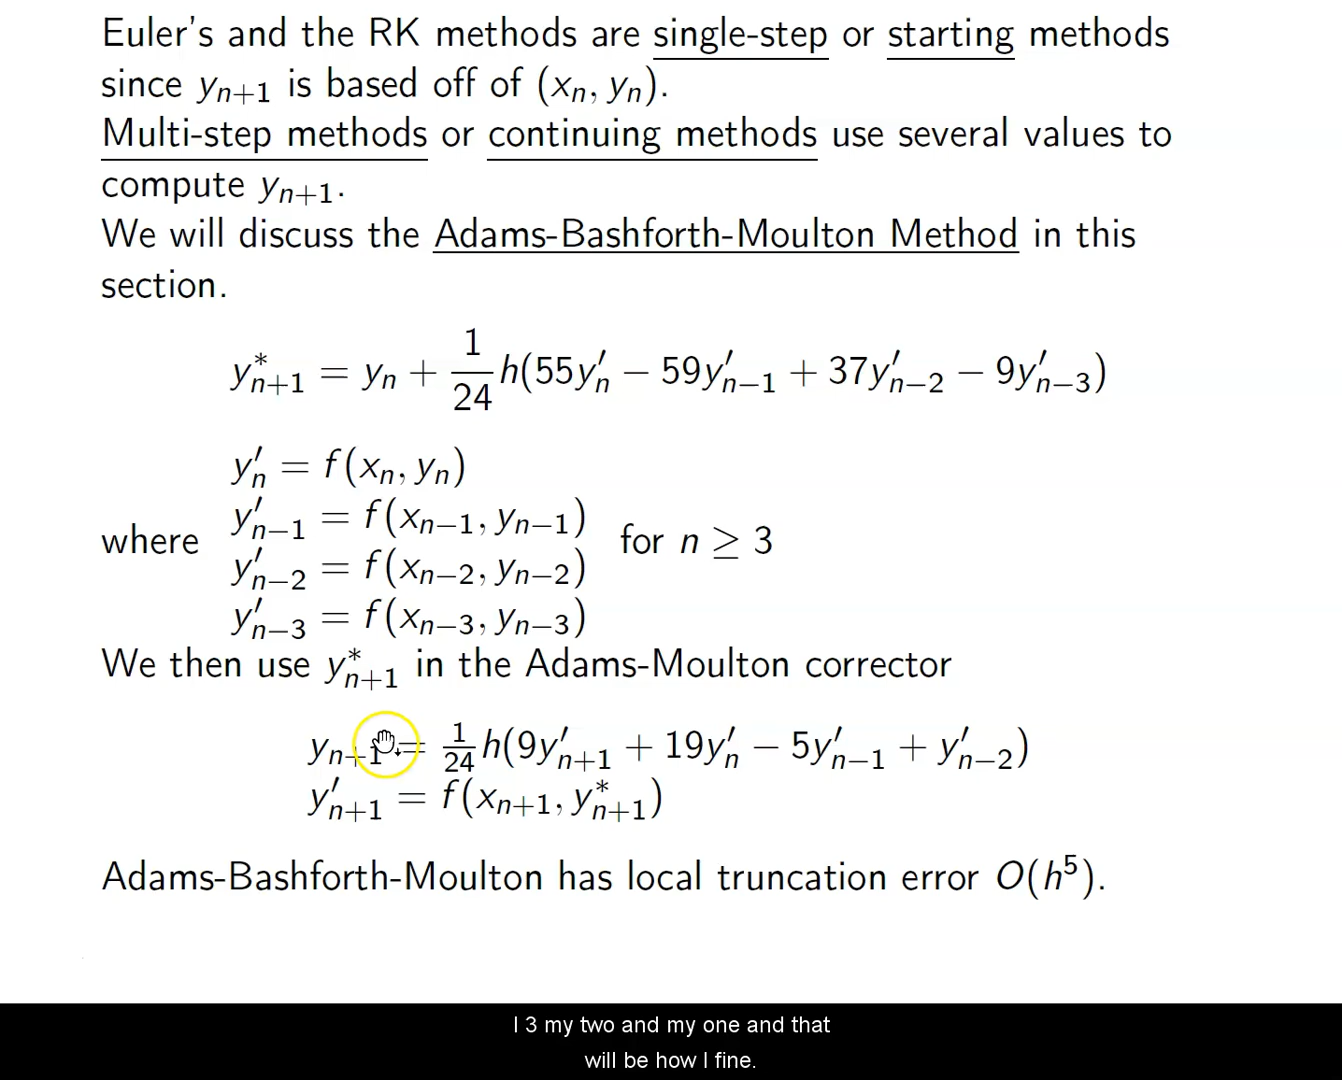 Euler's and the RK methods are single-step or starting methods
since yₙ₊₁ is based off of (xₙ, yₙ).
Multi-step methods or continuing methods use several values to
compute yₙ₊₁.
We will discuss the Adams-Bashforth-Moulton Method in this
section.
y*ₙ₊₁ = yₙ + 1/24 h(55y′ₙ − 59y′ₙ₋₁ + 37y′ₙ₋₂ − 9y′ₙ₋₃)
y′ₙ = f(xₙ, yₙ)
y′ₙ₋₁ = f(xₙ₋₁, yₙ₋₁)
where for n ≥ 3
y′ₙ₋₂ = f(xₙ₋₂, yₙ₋₂)
y′ₙ₋₃ = f(xₙ₋₃, yₙ₋₃)
We then use y*ₙ₊₁ in the Adams-Moulton corrector
yₙ₊₁ = 1/24 h(9y′ₙ₊₁ + 19y′ₙ − 5y′ₙ₋₁ + y′ₙ₋₂)
y′ₙ₊₁ = f(xₙ₊₁, y*ₙ₊₁)
Adams-Bashforth-Moulton has local truncation error O(h⁵).
I 3 my two and my one and that
will be how I fine.